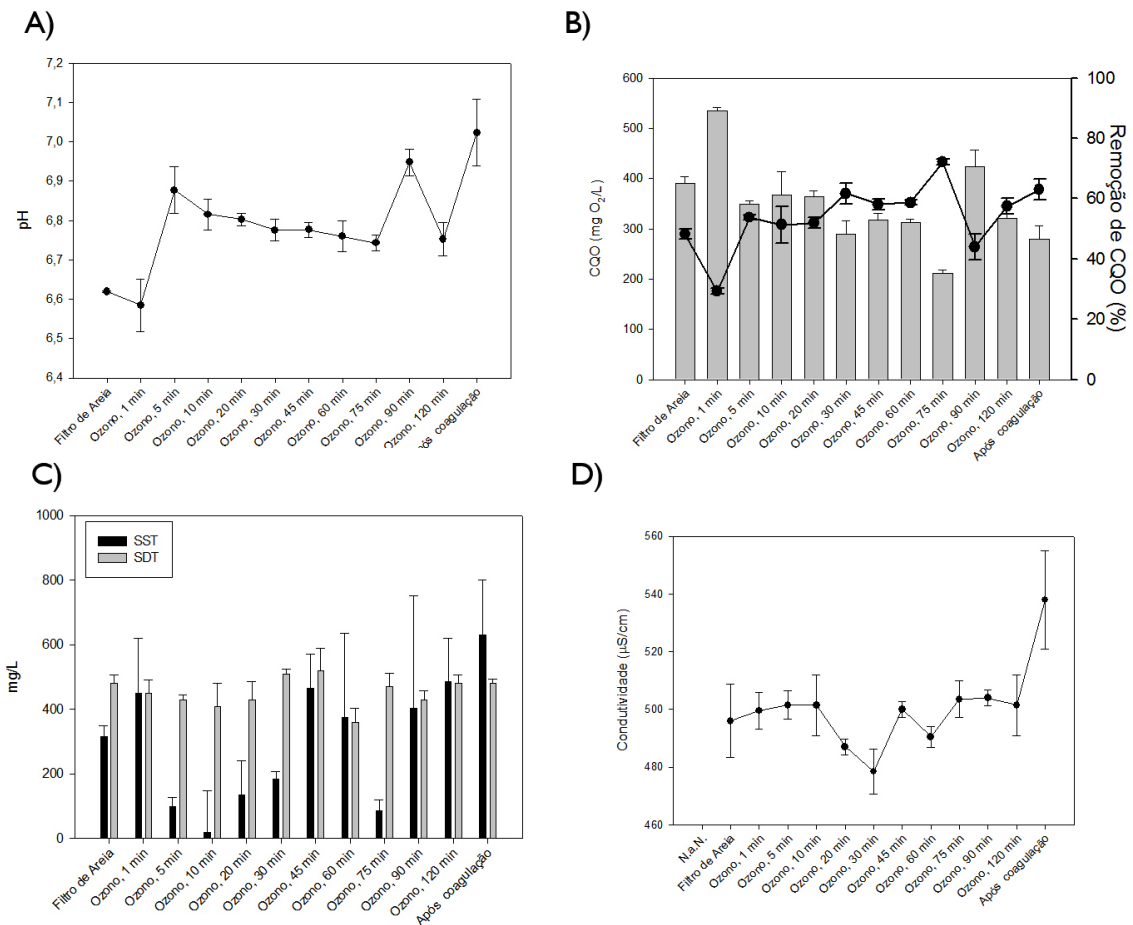 A)
7,2
7,1
7,0
6,9
6,8
6,7
6,6
6,5
6,4
pH
Filtro de Areia
Ozono, 1 min
Ozono, 5 min
Ozono, 10 min
Ozono, 20 min
Ozono, 30 min
Ozono, 45 min
Ozono, 60 min
Ozono, 75 min
Ozono, 90 min
Ozono, 120 min
pós coagulação
B)
600
500
400
300
200
100
0
CQO (mg O₂/L)
100
80
60
40
20
0
Remoção de CQO (%)
Filtro de Areia
Ozono, 1 min
Ozono, 5 min
Ozono, 10 min
Ozono, 20 min
Ozono, 30 min
Ozono, 45 min
Ozono, 60 min
Ozono, 75 min
Ozono, 90 min
Ozono, 120 min
Após coagulação
C)
1000
800
600
400
200
0
mg/L
SST
SDT
Filtro de Areia
Ozono, 1 min
Ozono, 5 min
Ozono, 10 min
Ozono, 20 min
Ozono, 30 min
Ozono, 45 min
Ozono, 60 min
Ozono, 75 min
Ozono, 90 min
Ozono, 120 min
Após coagulação
D)
560
540
520
500
480
460
Condutividade (µS/cm)
N.a.N.
Filtro de Areia
Ozono, 1 min
Ozono, 5 min
Ozono, 10 min
Ozono, 20 min
Ozono, 30 min
Ozono, 45 min
Ozono, 60 min
Ozono, 75 min
Ozono, 90 min
Ozono, 120 min
Após coagulação